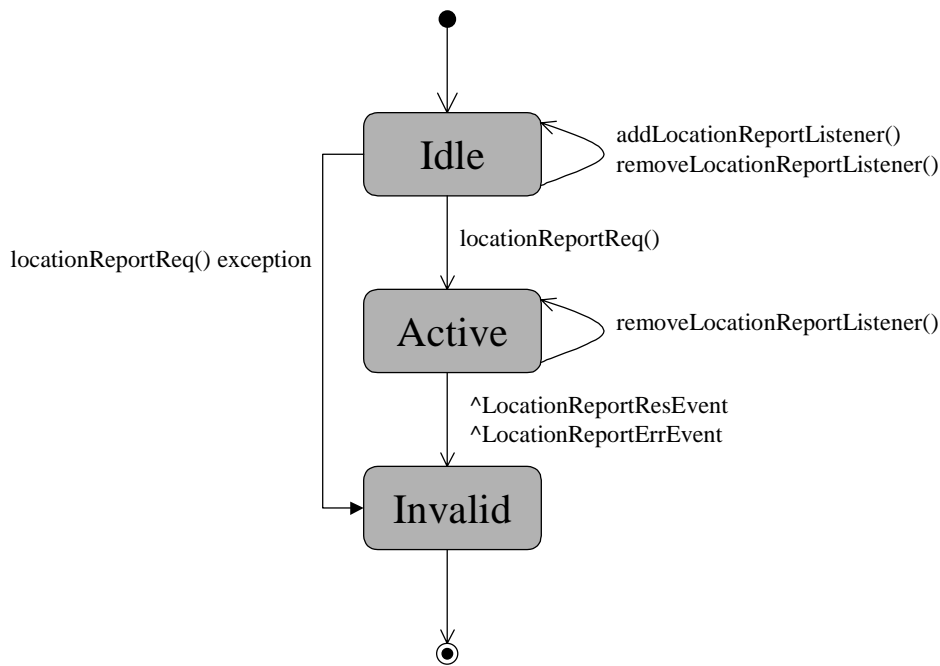 Idle
addLocationReportListener()
removeLocationReportListener()
locationReportReq()
locationReportReq() exception
Active
removeLocationReportListener()
^LocationReportResEvent
^LocationReportErrEvent
Invalid